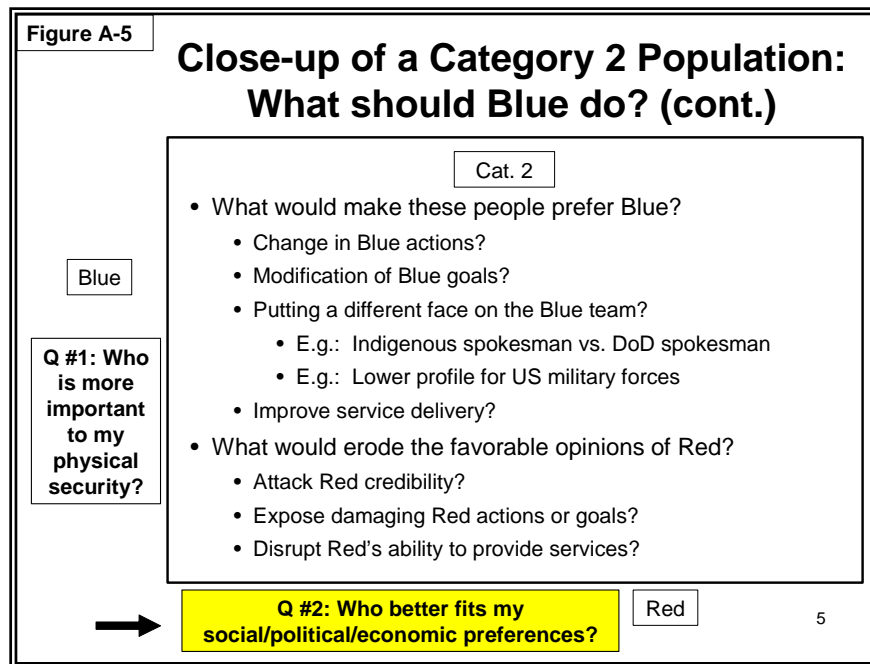 Figure A-5
Close-up of a Category 2 Population:
What should Blue do? (cont.)
Cat. 2
• What would make these people prefer Blue?
• Change in Blue actions?
• Modification of Blue goals?
• Putting a different face on the Blue team?
• E.g.: Indigenous spokesman vs. DoD spokesman
• E.g.: Lower profile for US military forces
• Improve service delivery?
• What would erode the favorable opinions of Red?
• Attack Red credibility?
• Expose damaging Red actions or goals?
• Disrupt Red's ability to provide services?
Blue
Q #1: Who
is more
important
to my
physical
security?
Q #2: Who better fits my
social/political/economic preferences?
Red
5